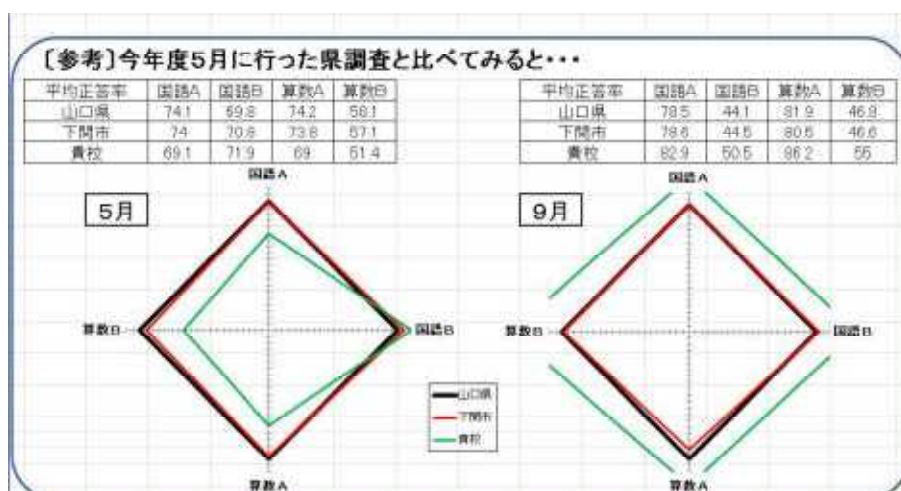 〔参考〕今年度5月に行った県調査と比べてみると・・・
平均正答率 国語A 国語B 算数A 算数B
山口県 74.1 69.8 74.2 58.1
下関市 74 70.8 73.8 57.1
貴校 69.1 71.9 69 51.4
平均正答率 国語A 国語B 算数A 算数B
山口県 78.5 44.1 81.9 46.8
下関市 78.6 44.5 80.6 46.6
貴校 82.9 50.5 86.2 55
5月
国語A
算数B
国語B
算数A
山口県
下関市
貴校
9月
国語A
算数B
国語B
算数A